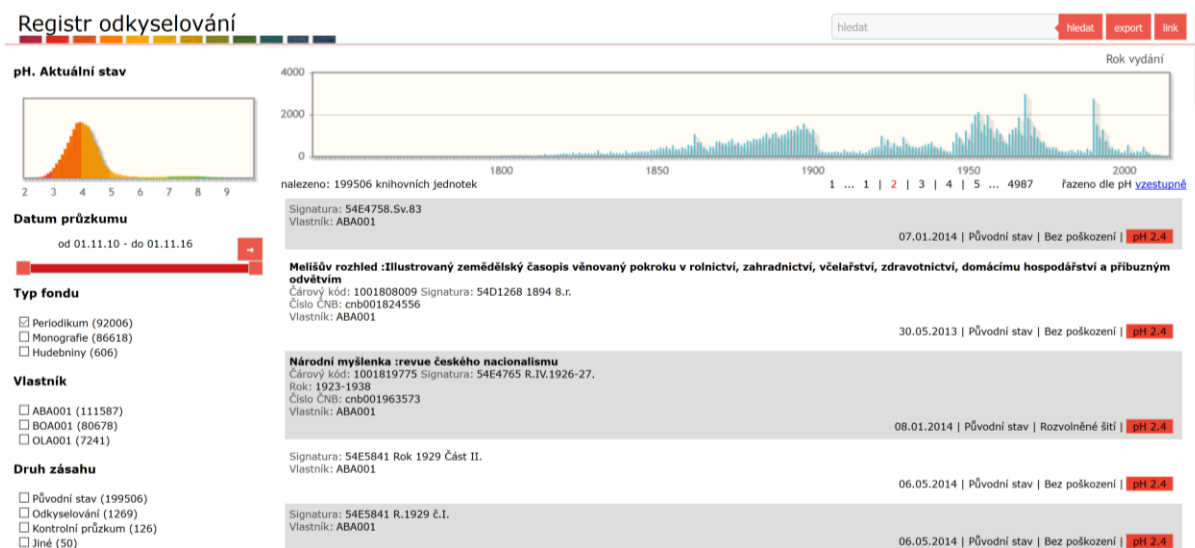 Registr odkyselování
hledat
hledat
export
link
pH. Aktuální stav
2 3 4 5 6 7 8 9
Datum průzkumu
od 01.11.10 - do 01.11.16
→
Typ fondu
Periodikum (92006)
Monografie (86618)
Hudebniny (606)
Vlastník
ABA001 (111587)
BOA001 (80678)
OLA001 (7241)
Druh zásahu
Původní stav (199506)
Odkyselování (1269)
Kontrolní průzkum (126)
Jiné (50)
Rok vydání
4000
2000
0
1800 1850 1900 1950 2000
nalezeno: 199506 knihovních jednotek
1 ... 1 | 2 | 3 | 4 | 5 ... 4987
řazeno dle pH vzestupně
Signatura: 54E4758.Sv.83
Vlastník: ABA001
07.01.2014 | Původní stav | Bez poškození | pH 2.4
Melišův rozhled :Illustrovaný zemědělský časopis věnovaný pokroku v rolnictví, zahradnictví, včelařství, zdravotnictví, domácímu hospodářství a příbuzným
odvětvím
Čárový kód: 1001808009 Signatura: 54D1268 1894 8.r.
Číslo ČNB: cnb001824556
Vlastník: ABA001
30.05.2013 | Původní stav | Bez poškození | pH 2.4
Národní myšlenka :revue českého nacionalismu
Čárový kód: 1001819775 Signatura: 54E4765 R.IV.1926-27.
Rok: 1923-1938
Číslo ČNB: cnb001963573
Vlastník: ABA001
08.01.2014 | Původní stav | Rozvolněné šití | pH 2.4
Signatura: 54E5841 Rok 1929 Část II.
Vlastník: ABA001
06.05.2014 | Původní stav | Bez poškození | pH 2.4
Signatura: 54E5841 R.1929 č.I.
Vlastník: ABA001
06.05.2014 | Původní stav | Bez poškození | pH 2.4